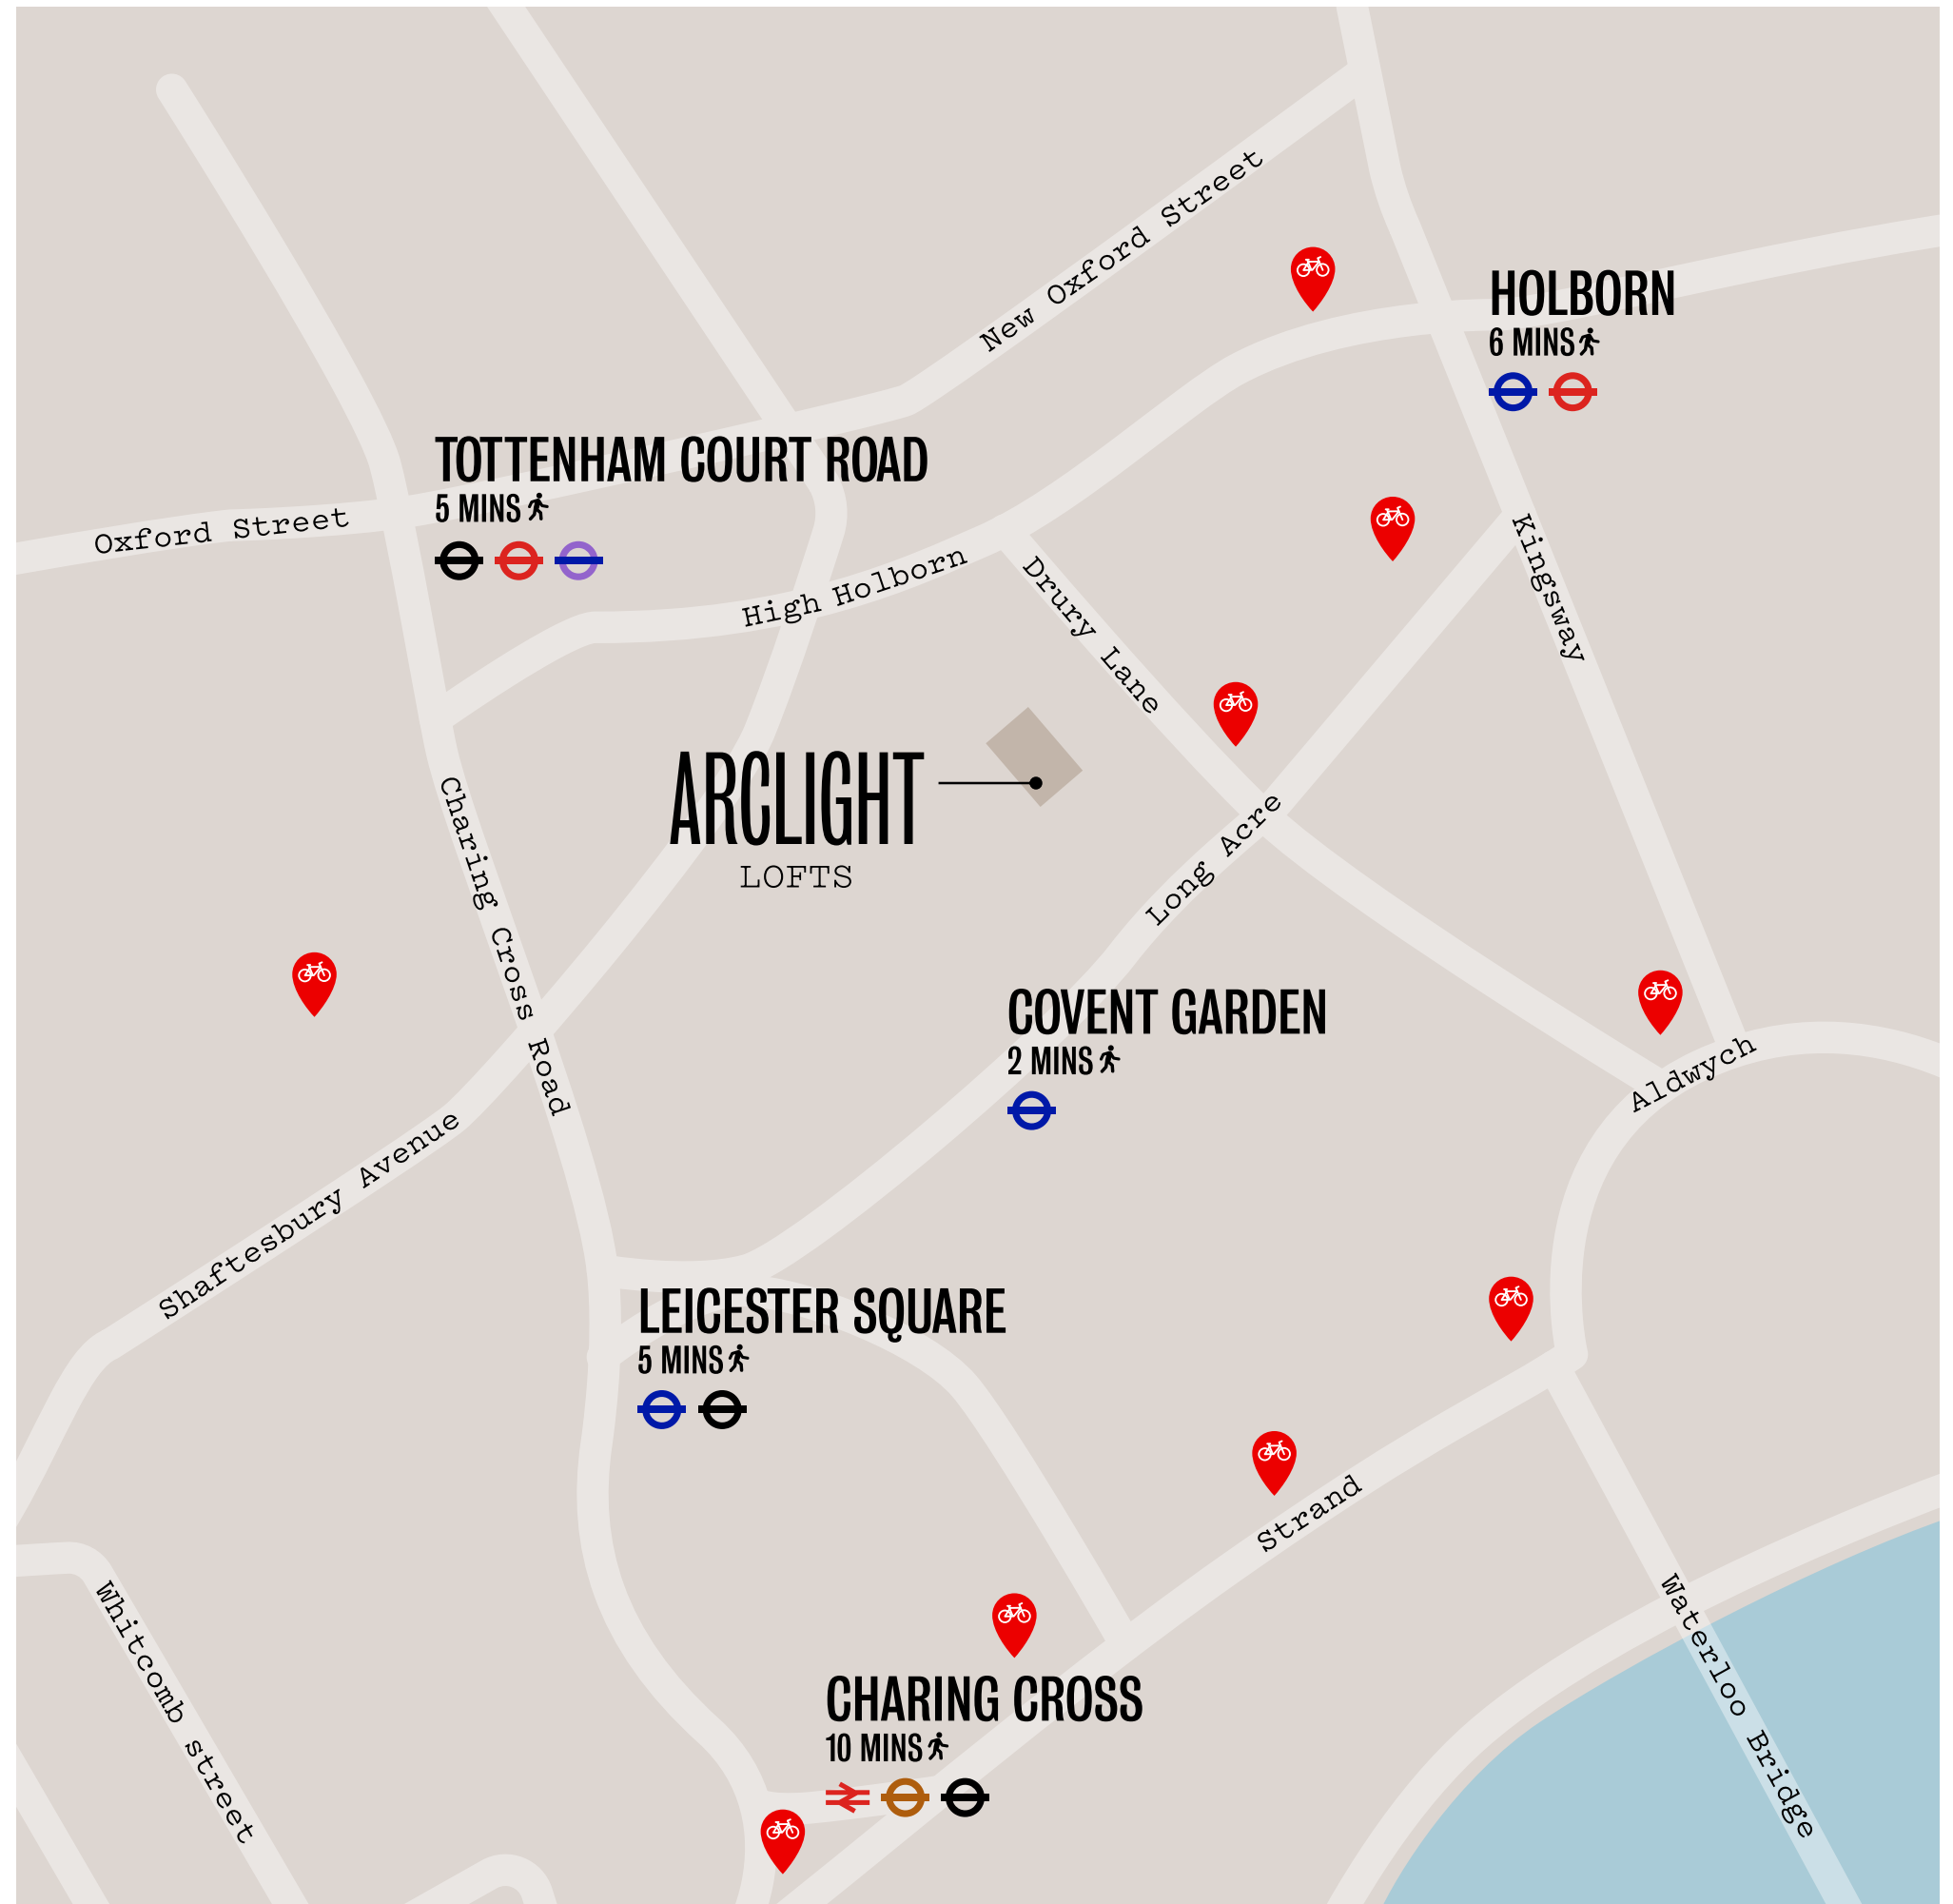 New Oxford Street
HOLBORN
6 MINS
TOTTENHAM COURT ROAD
5 MINS
Oxford Street
High Holborn
Drury Lane
Kingsway
ARCLIGHT
LOFTS
Charing Cross Road
Long Acre
COVENT GARDEN
2 MINS
Aldwych
Shaftesbury Avenue
LEICESTER SQUARE
5 MINS
Strand
Whitcomb street
Waterloo Bridge
CHARING CROSS
10 MINS